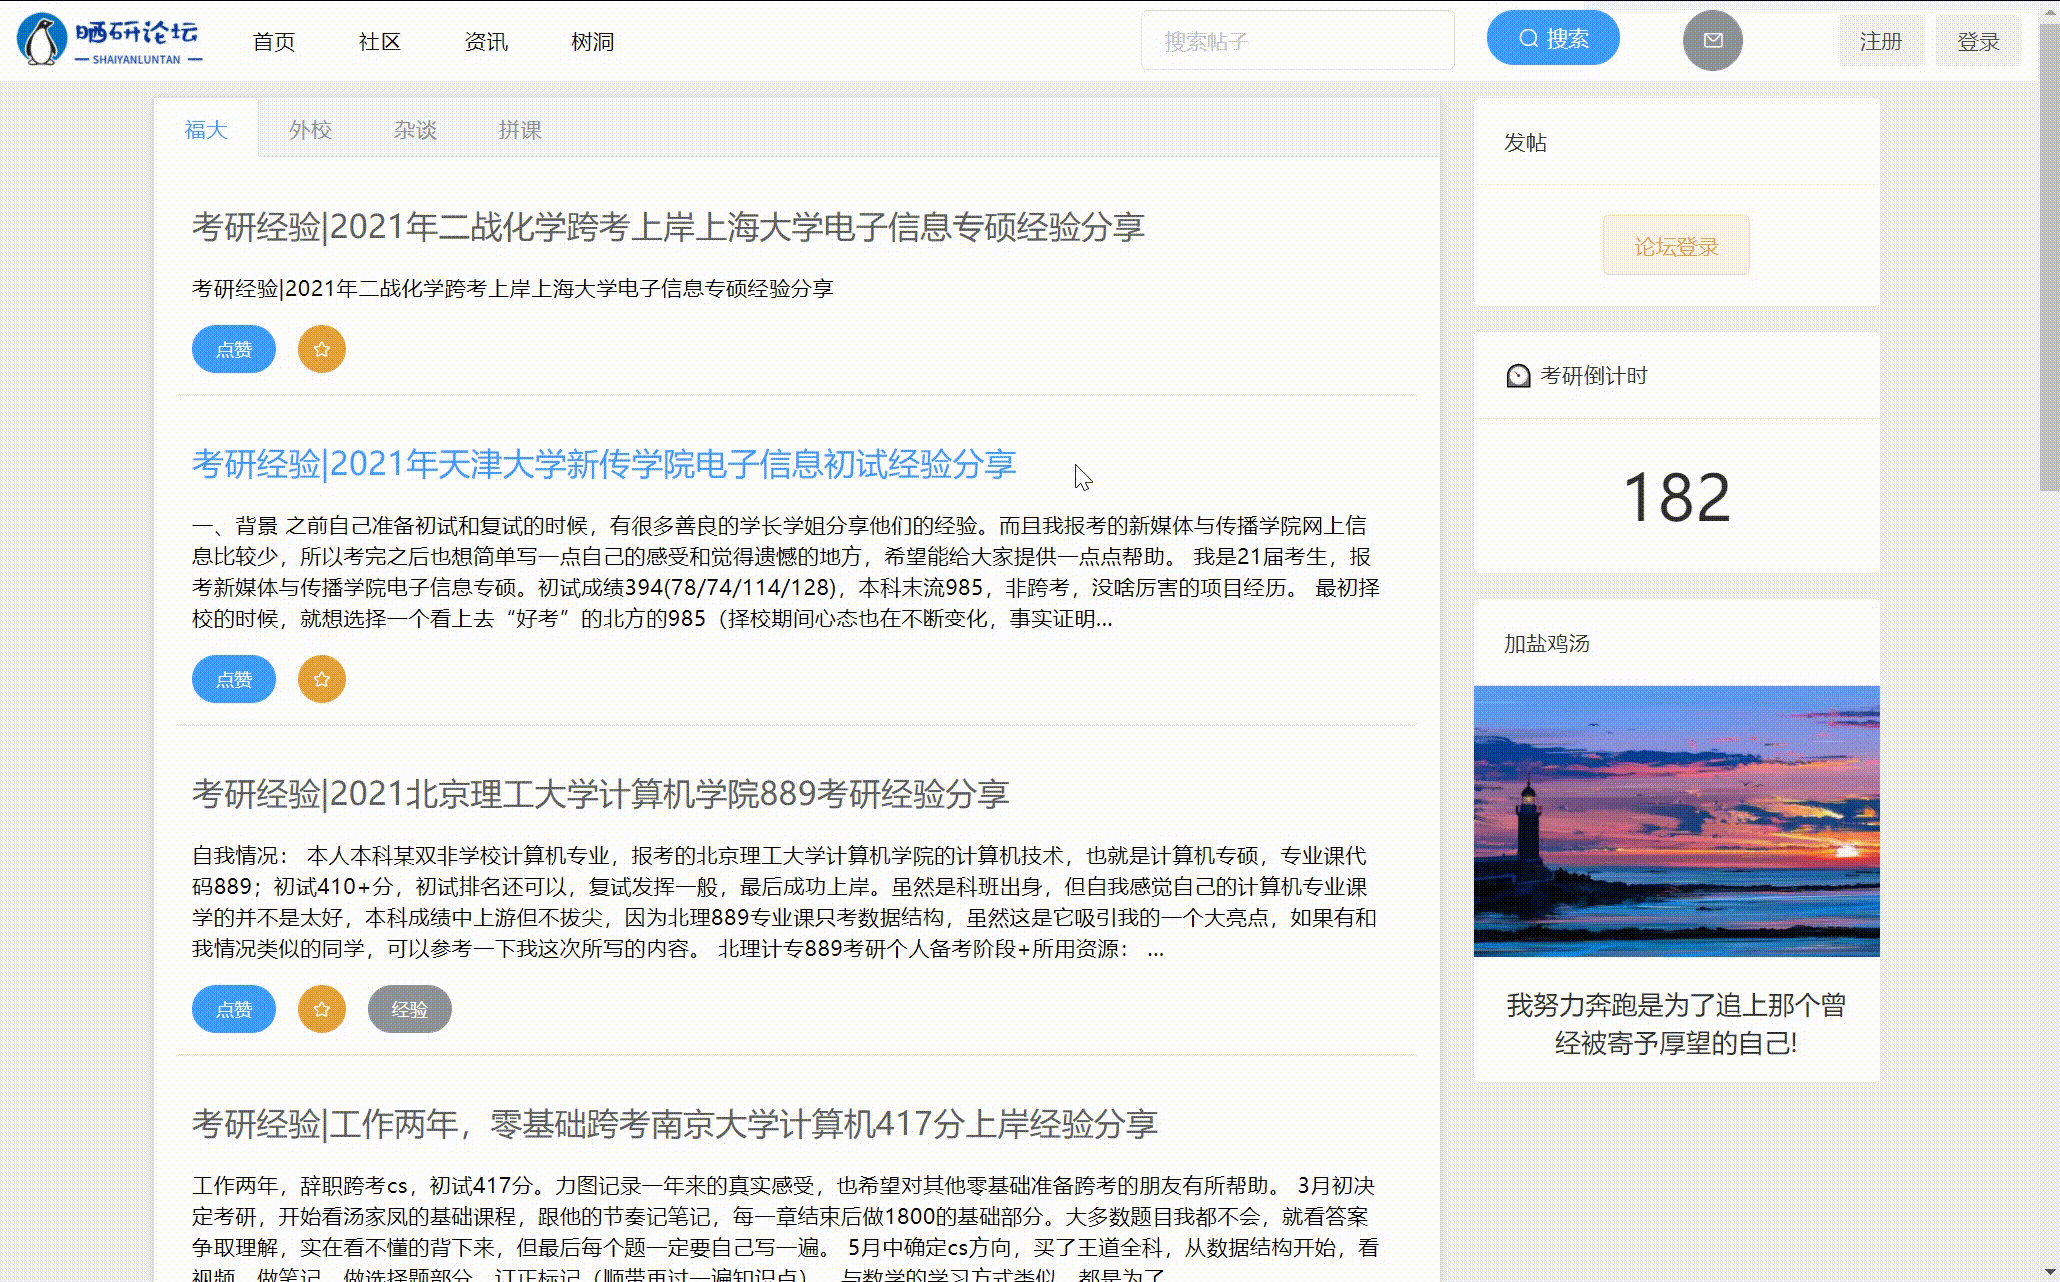 晒研论坛
SHAIYANLUNTAN
首页 社区 资讯 树洞
搜索帖子
搜索
注册 登录
福大 外校 杂谈 拼课
考研经验|2021年二战化学跨考上岸上海大学电子信息专硕经验分享
考研经验|2021年二战化学跨考上岸上海大学电子信息专硕经验分享
点赞
考研经验|2021年天津大学新传学院电子信息初试经验分享
一、背景 之前自己准备初试和复试的时候，有很多善良的学长学姐分享他们的经验。而且我报考的新媒体与传播学院网上信
息比较少，所以考完之后也想简单写一点自己的感受和觉得遗憾的地方，希望能给大家提供一点点帮助。 我是21届考生，报
考新媒体与传播学院电子信息专硕。初试成绩394(78/74/114/128)，本科末流985，非跨考，没啥厉害的项目经历。 最初择
校的时候，就想选择一个看上去“好考”的北方的985（择校期间心态也在不断变化，事实证明...
点赞
考研经验|2021北京理工大学计算机学院889考研经验分享
自我情况： 本人本科某双非学校计算机专业，报考的北京理工大学计算机学院的计算机技术，也就是计算机专硕，专业课代
码889；初试410+分，初试排名还可以，复试发挥一般，最后成功上岸。虽然是科班出身，但自我感觉自己的计算机专业课
学的并不是太好，本科成绩中上游但不拔尖，因为北理889专业课只考数据结构，虽然这是它吸引我的一个大亮点，如果有和
我情况类似的同学，可以参考一下我这次所写的内容。 北理计专889考研个人备考阶段+所用资源： ...
点赞 经验
考研经验|工作两年，零基础跨考南京大学计算机417分上岸经验分享
工作两年，辞职跨考cs，初试417分。力图记录一年来的真实感受，也希望对其他零基础准备跨考的朋友有所帮助。 3月初决
定考研，开始看汤家凤的基础课程，跟他的节奏记笔记，每一章结束后做1800的基础部分。大多数题目我都不会，就看答案
争取理解，实在看不懂的背下来，但最后每个题一定要自己写一遍。 5月中确定cs方向，买了王道全科，从数据结构开始，看
视频，做笔记，做选择题部分，订正标记（顺带再过一遍知识点），与数学的学习方式类似，都是为了
发帖
论坛登录
考研倒计时
182
加盐鸡汤
我努力奔跑是为了追上那个曾
经被寄予厚望的自己!